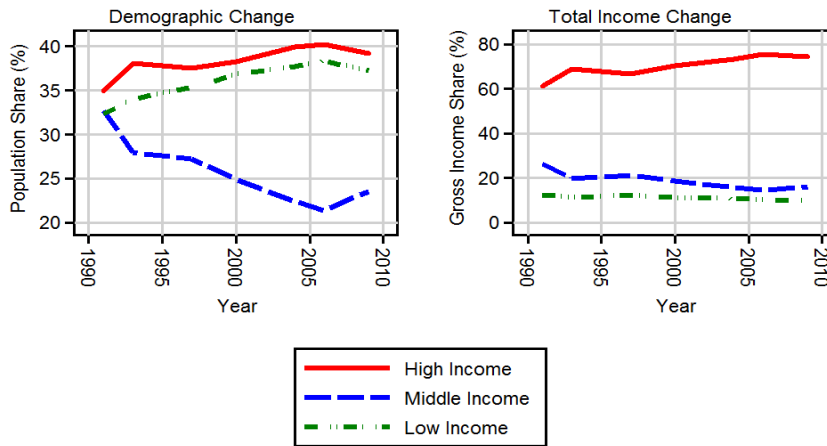 Demographic Change
Population Share (%)
40
35
30
25
20
1990
1995
2000
2005
2010
Year
Total Income Change
Gross Income Share (%)
80
60
40
20
0
1990
1995
2000
2005
2010
Year
High Income
Middle Income
Low Income